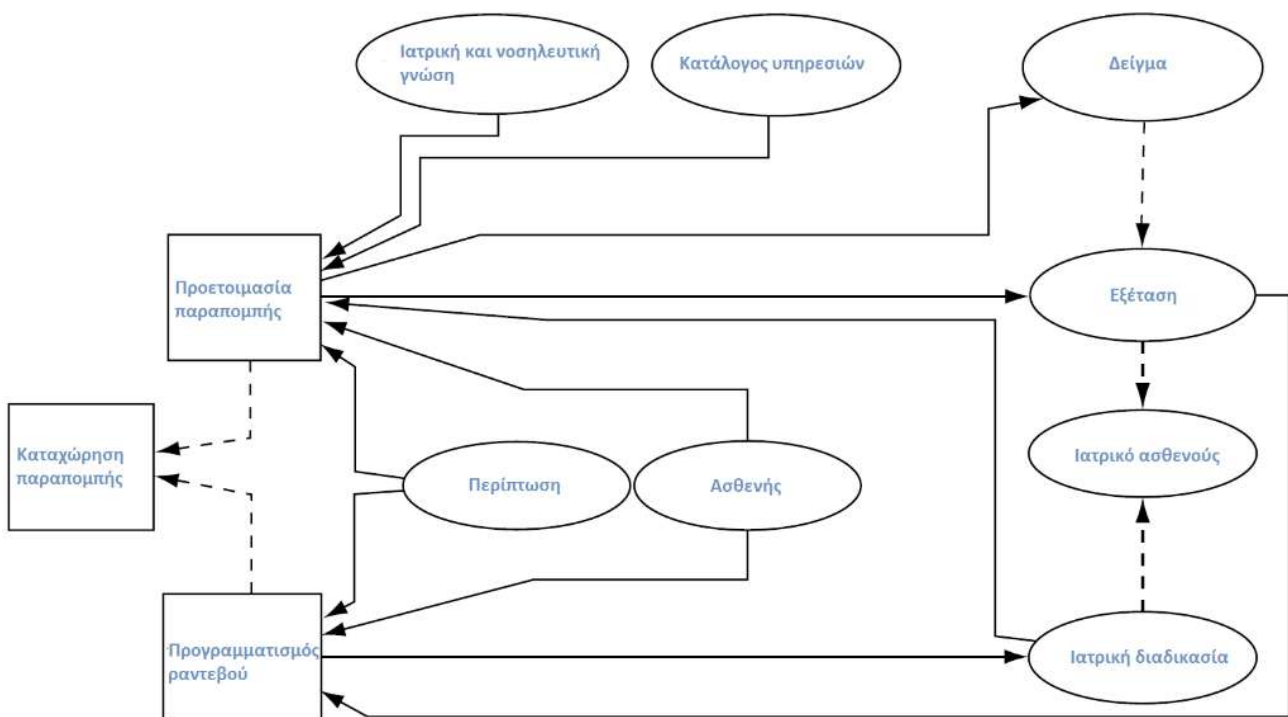 Ιατρική και νοσηλευτική
γνώση
Κατάλογος υπηρεσιών
Δείγμα
Προετοιμασία
παραπομπής
Εξέταση
Καταχώρηση
παραπομπής
Περίπτωση
Ασθενής
Ιατρικό ασθενούς
Προγραμματισμός
ραντεβού
Ιατρική διαδικασία